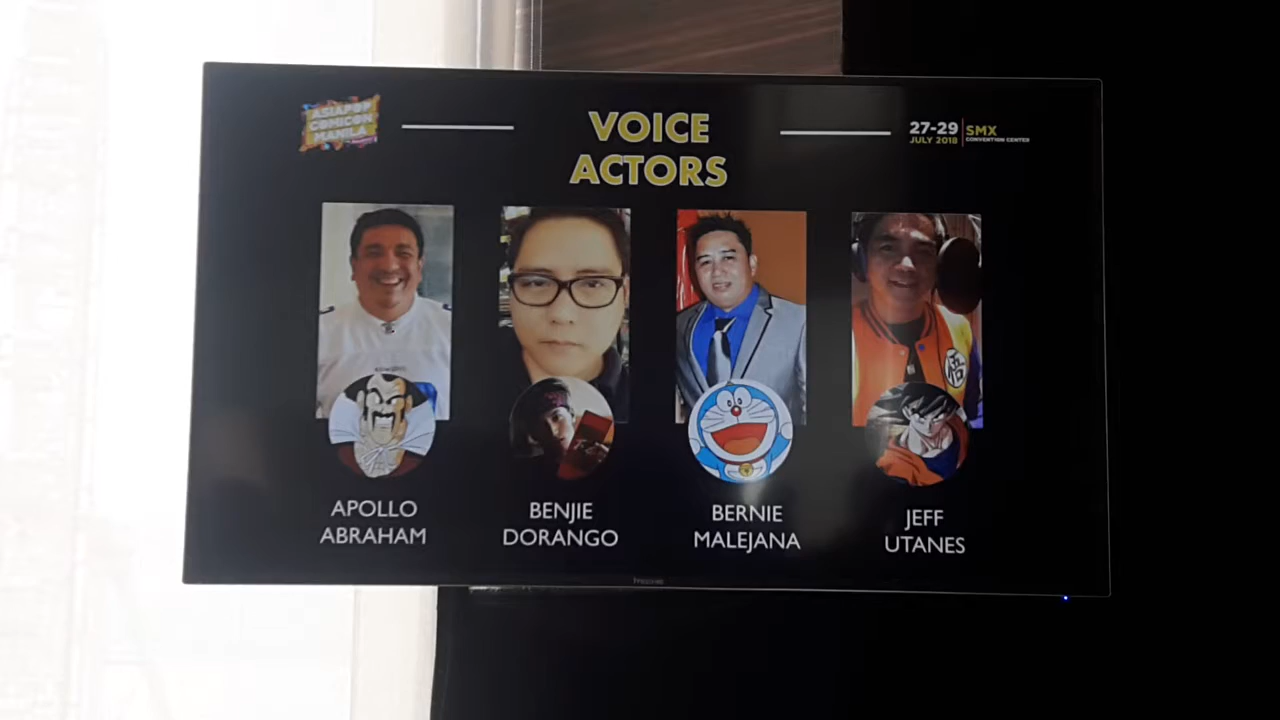 ASIAPOP
COMICON
MANILA
VOICE
ACTORS
27-29
JULY 2018
SMX
CONVENTION CENTER
悟
APOLLO
ABRAHAM
BENJIE
DORANGO
BERNIE
MALEJANA
JEFF
UTANES